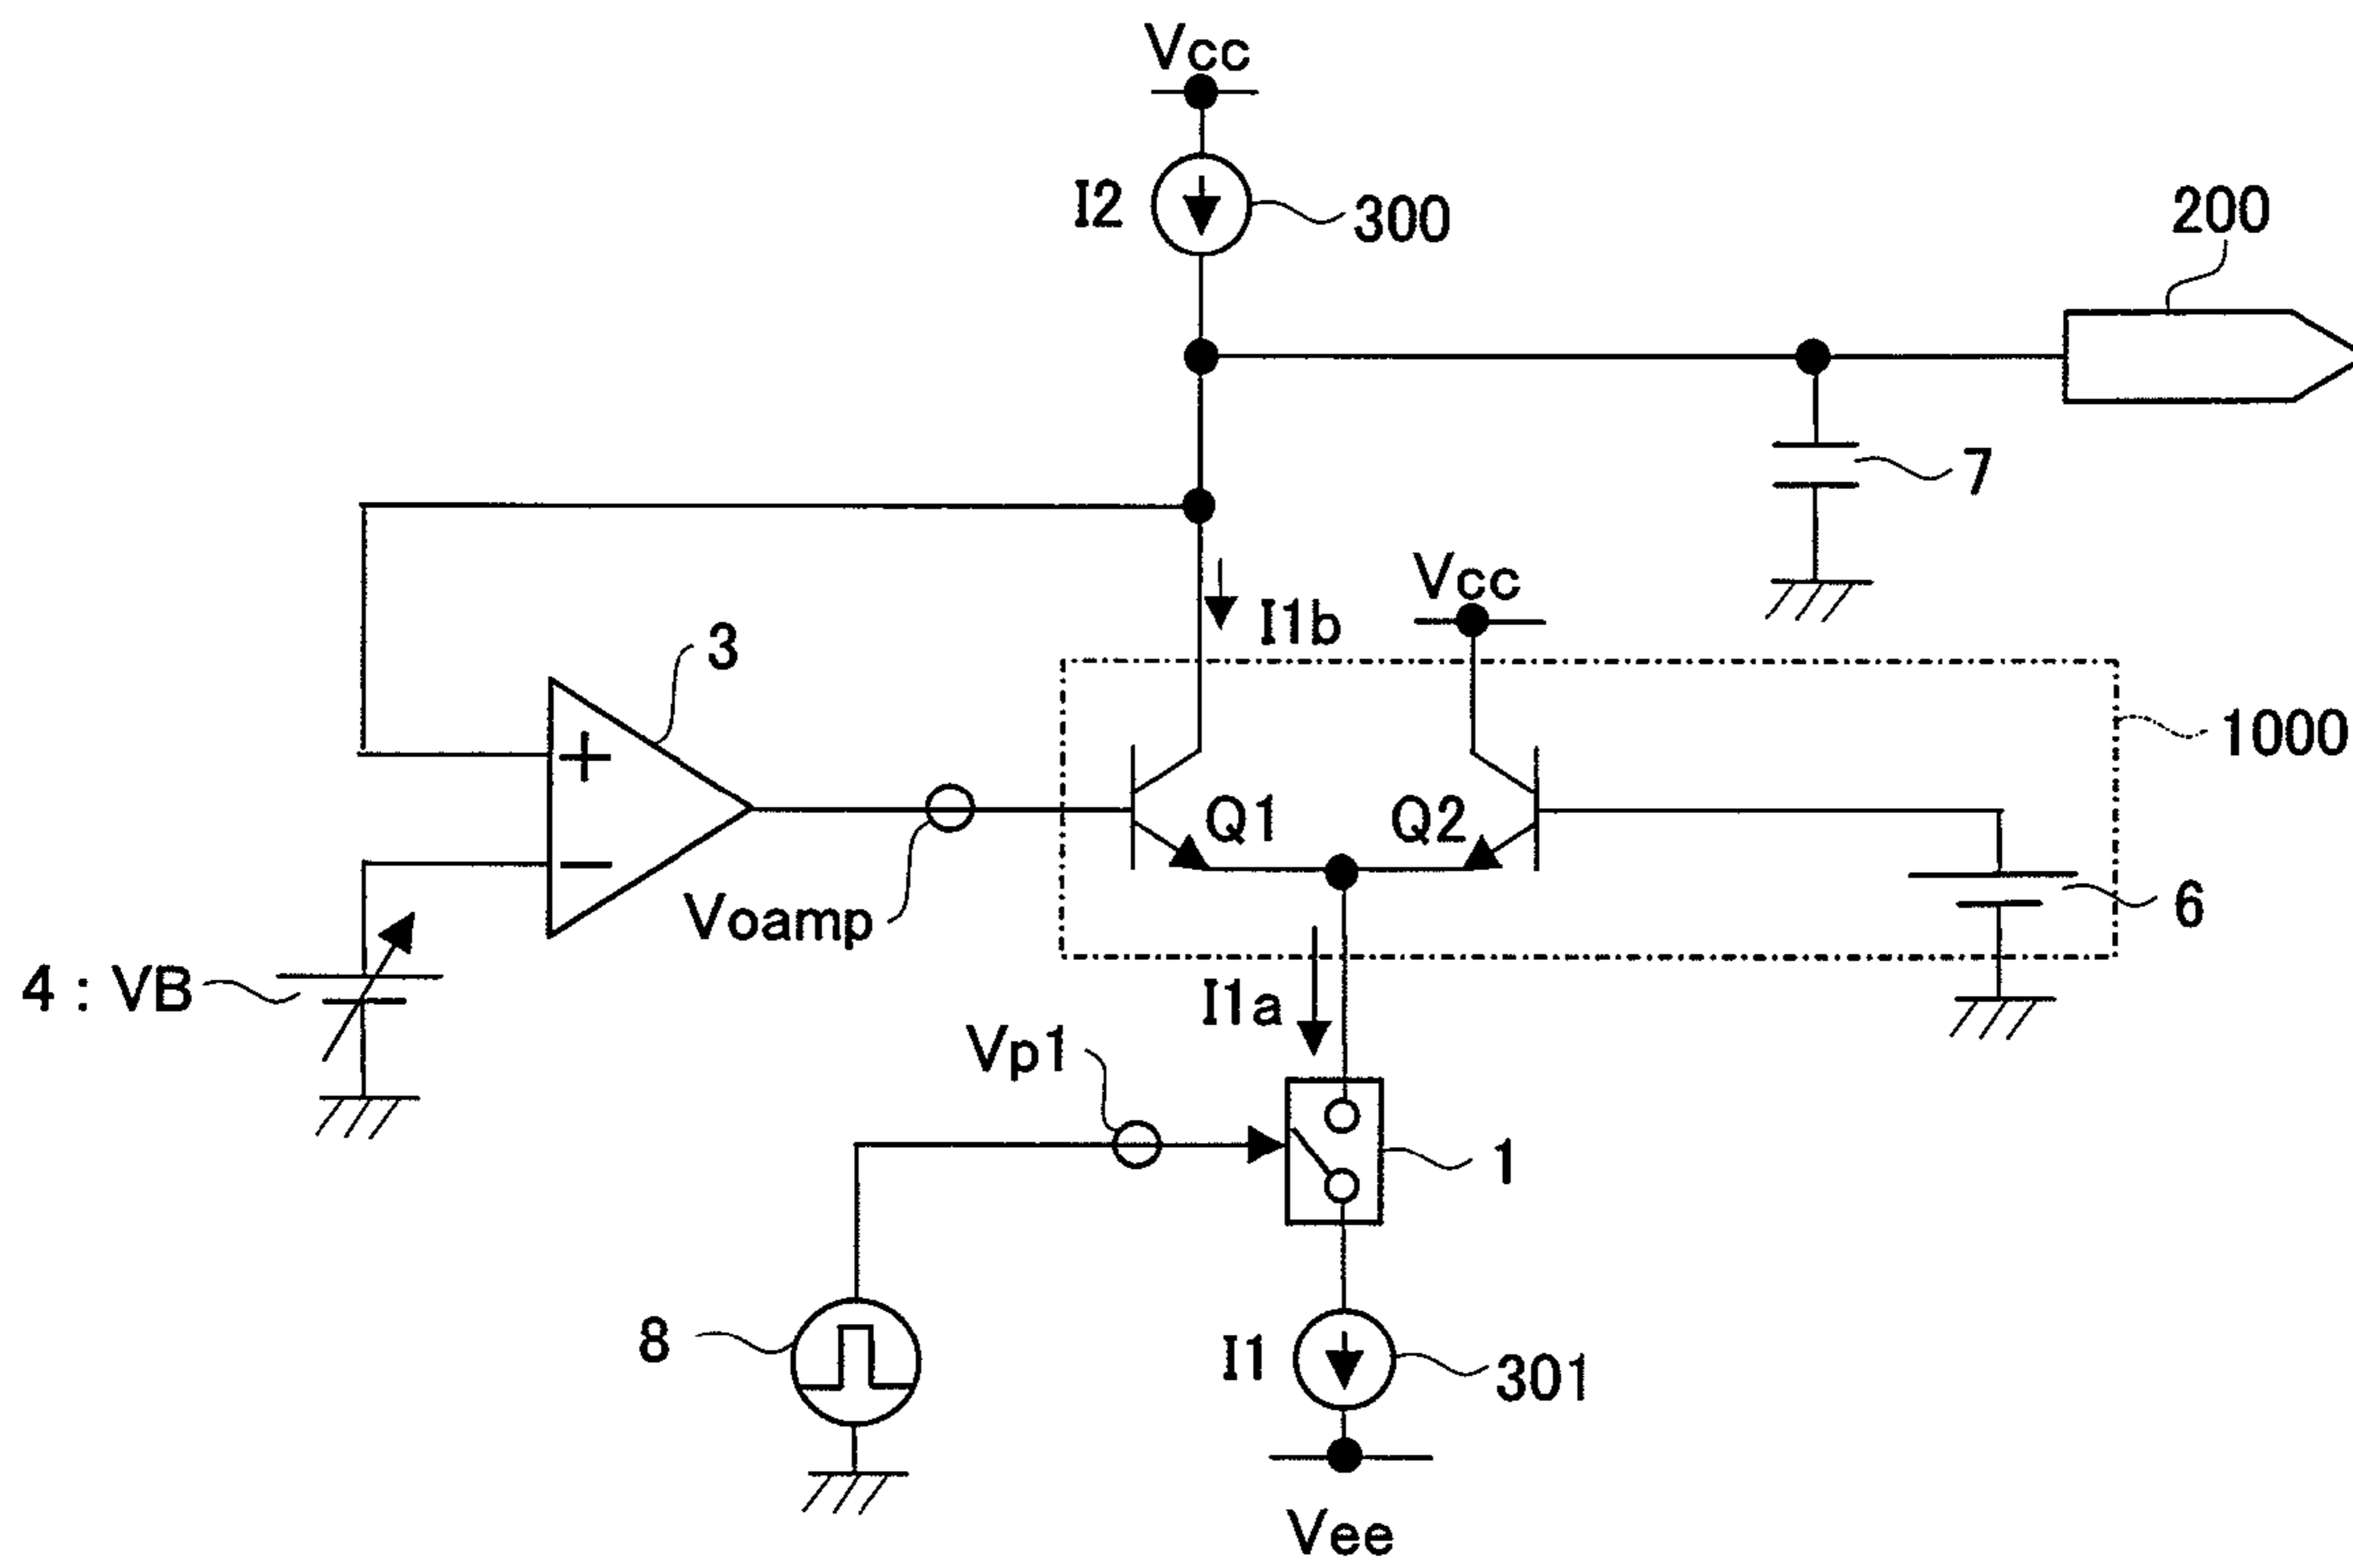 Vcc
I2
300
200
7
Vcc
I1b
3
1000
+
Q1
Q2
Voamp
−
6
4 : VB
I1a
Vp1
1
8
I1
301
Vee